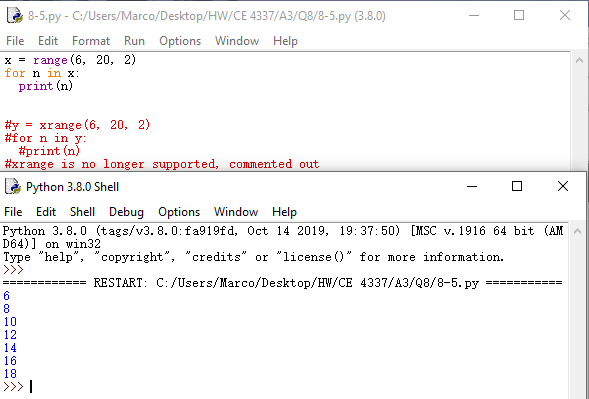 8-5.py - C:/Users/Marco/Desktop/HW/CE 4337/A3/Q8/8-5.py (3.8.0)
File Edit Format Run Options Window Help
x = range(6, 20, 2)
for n in x:
  print(n)
#y = xrange(6, 20, 2)
#for n in y:
  #print(n)
#xrange is no longer supported, commented out
Python 3.8.0 Shell
File Edit Shell Debug Options Window Help
Python 3.8.0 (tags/v3.8.0:fa919fd, Oct 14 2019, 19:37:50) [MSC v.1916 64 bit (AM
D64)] on win32
Type "help", "copyright", "credits" or "license()" for more information.
>>>
============ RESTART: C:/Users/Marco/Desktop/HW/CE 4337/A3/Q8/8-5.py ===========
6
8
10
12
14
16
18
>>>